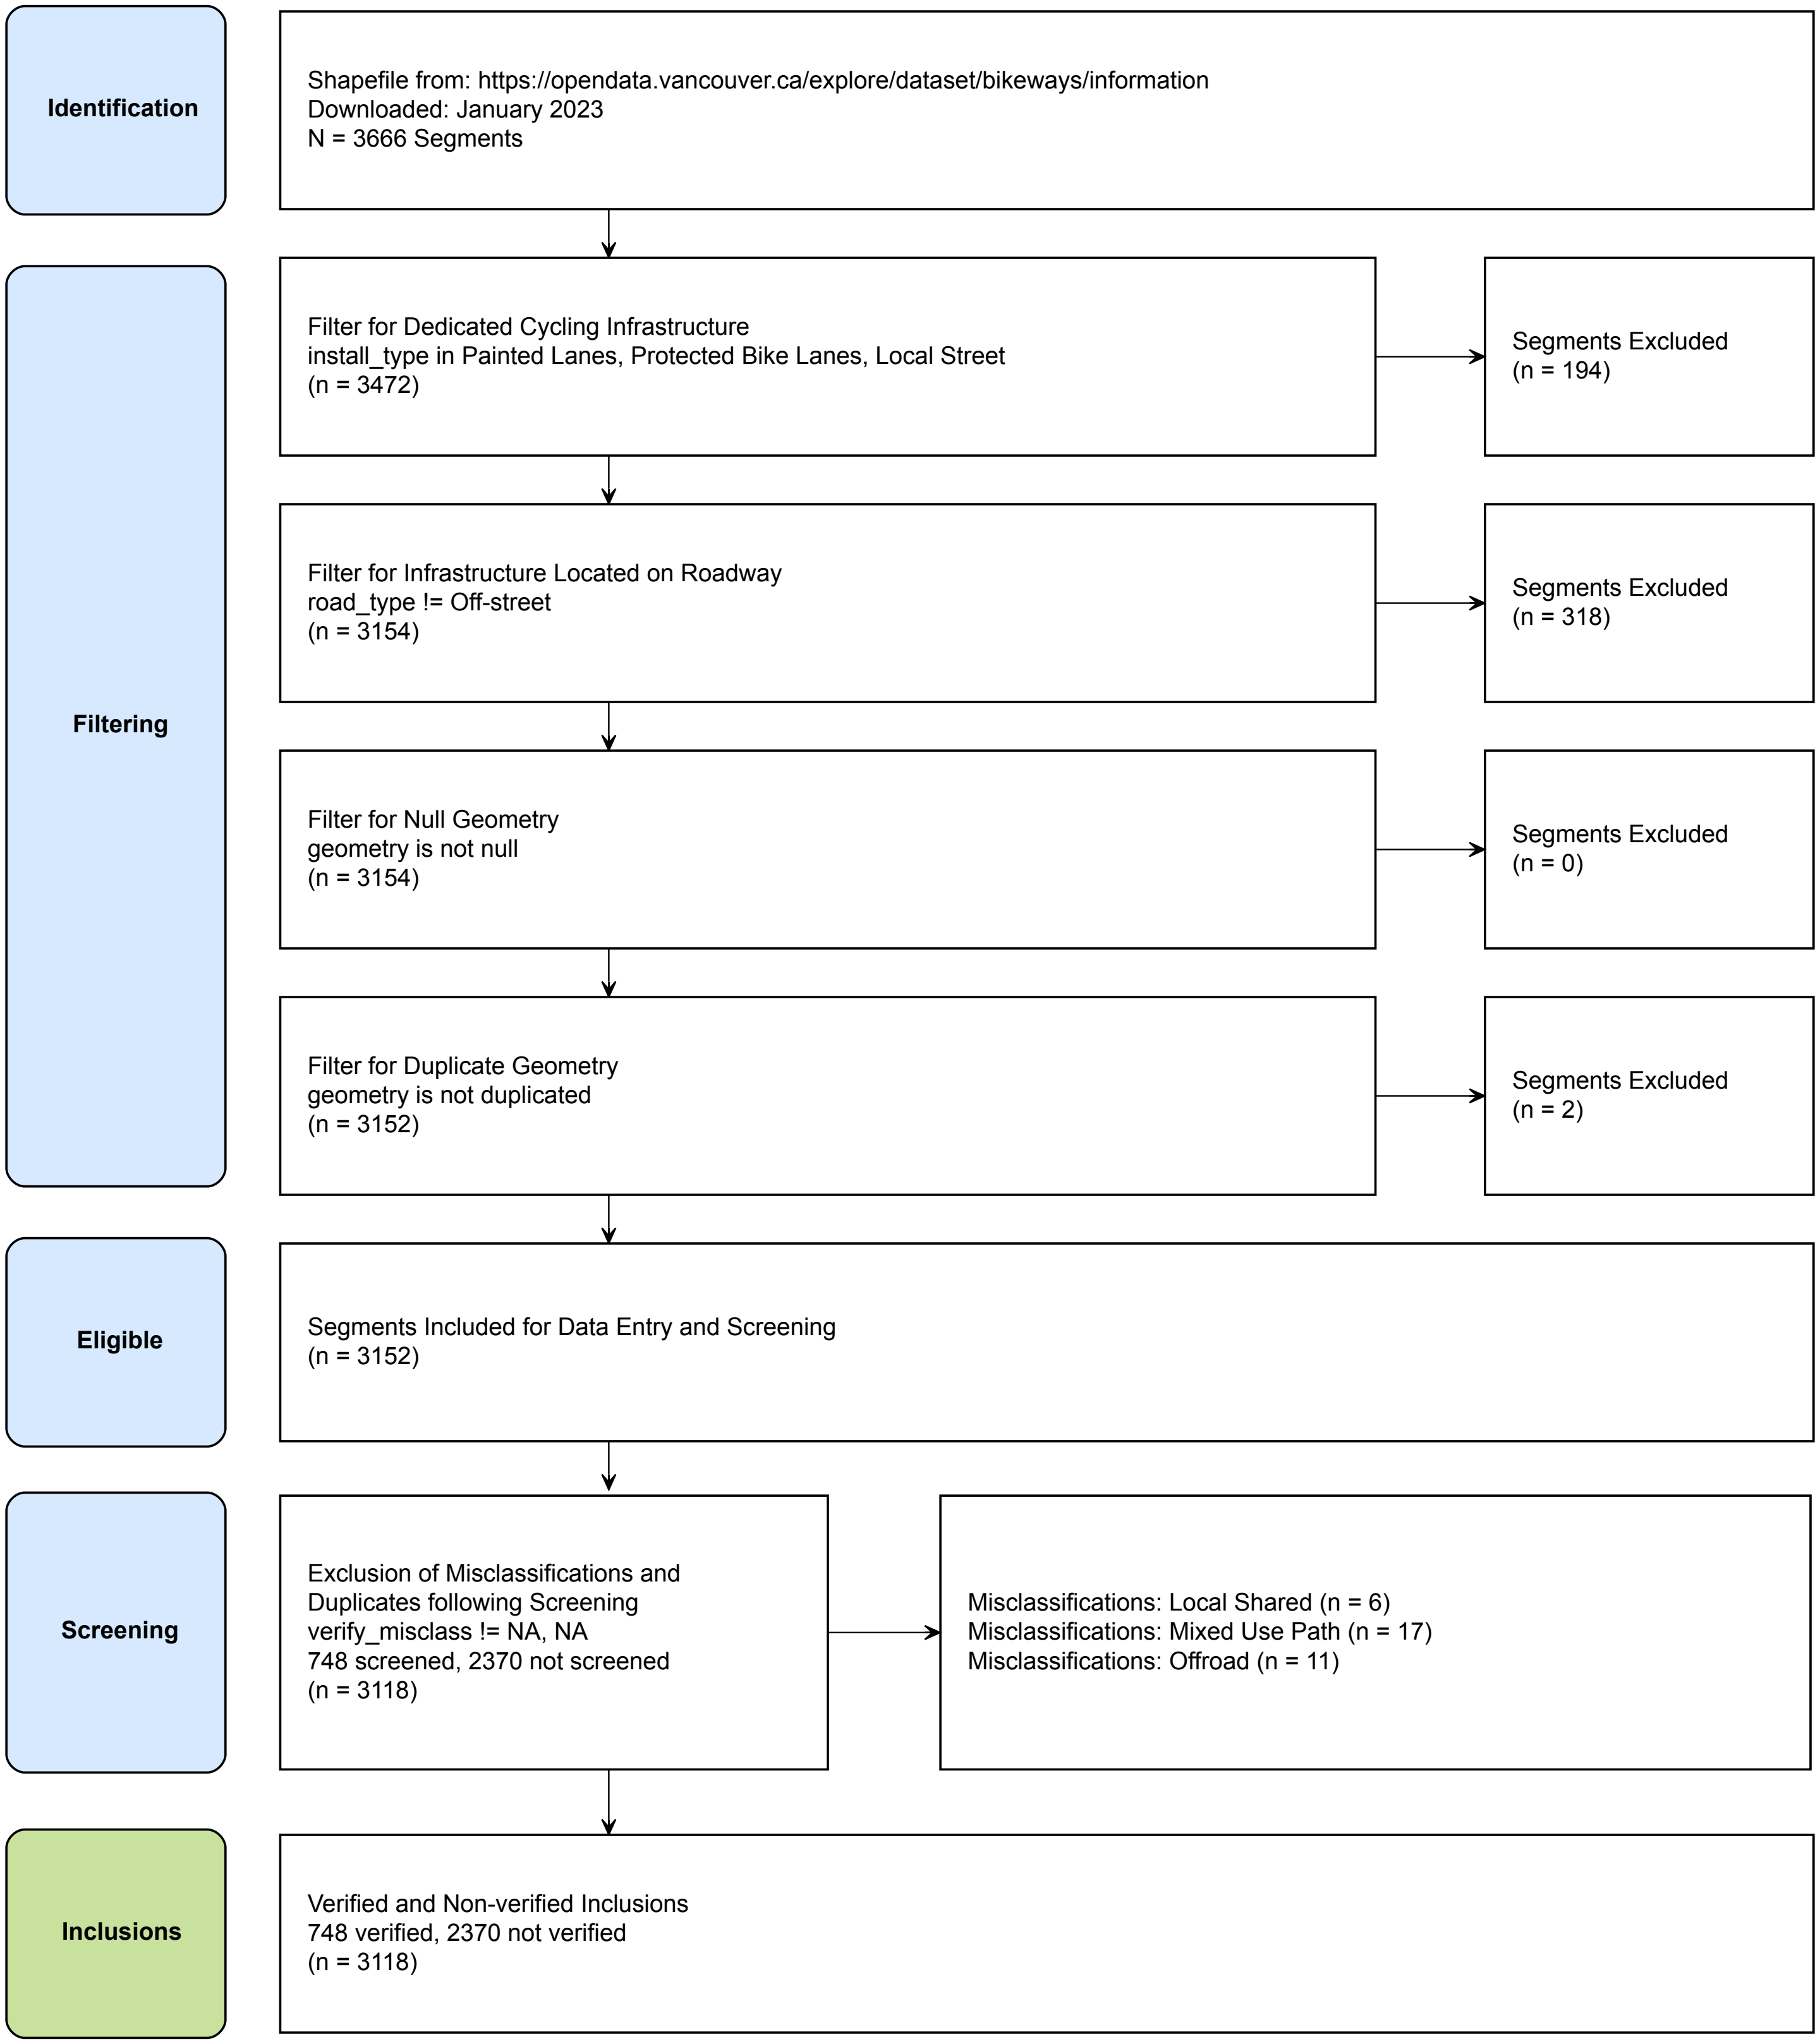 Identification
Shapefile from: https://opendata.vancouver.ca/explore/dataset/bikeways/information
Downloaded: January 2023
N = 3666 Segments
Filtering
Filter for Dedicated Cycling Infrastructure
install_type in Painted Lanes, Protected Bike Lanes, Local Street
(n = 3472)
Segments Excluded
(n = 194)
Filter for Infrastructure Located on Roadway
road_type != Off-street
(n = 3154)
Segments Excluded
(n = 318)
Filter for Null Geometry
geometry is not null
(n = 3154)
Segments Excluded
(n = 0)
Filter for Duplicate Geometry
geometry is not duplicated
(n = 3152)
Segments Excluded
(n = 2)
Eligible
Segments Included for Data Entry and Screening
(n = 3152)
Screening
Exclusion of Misclassifications and
Duplicates following Screening
verify_misclass != NA, NA
748 screened, 2370 not screened
(n = 3118)
Misclassifications: Local Shared (n = 6)
Misclassifications: Mixed Use Path (n = 17)
Misclassifications: Offroad (n = 11)
Inclusions
Verified and Non-verified Inclusions
748 verified, 2370 not verified
(n = 3118)